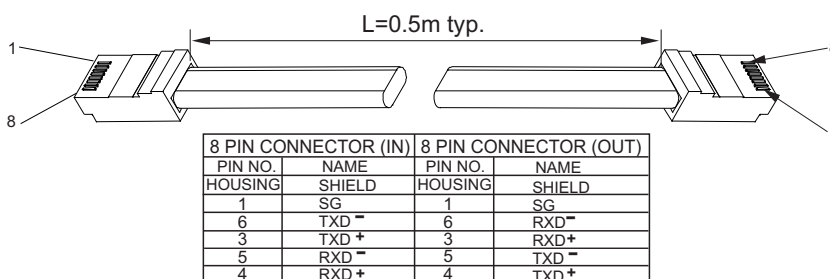 L=0.5m typ.
1
8
8 PIN CONNECTOR (IN) 8 PIN CONNECTOR (OUT)
PIN NO. NAME PIN NO. NAME
HOUSING SHIELD HOUSING SHIELD
1 SG 1 SG
6 TXD - 6 RXD-
3 TXD + 3 RXD+
5 RXD - 5 TXD -
4 RXD + 4 TXD +